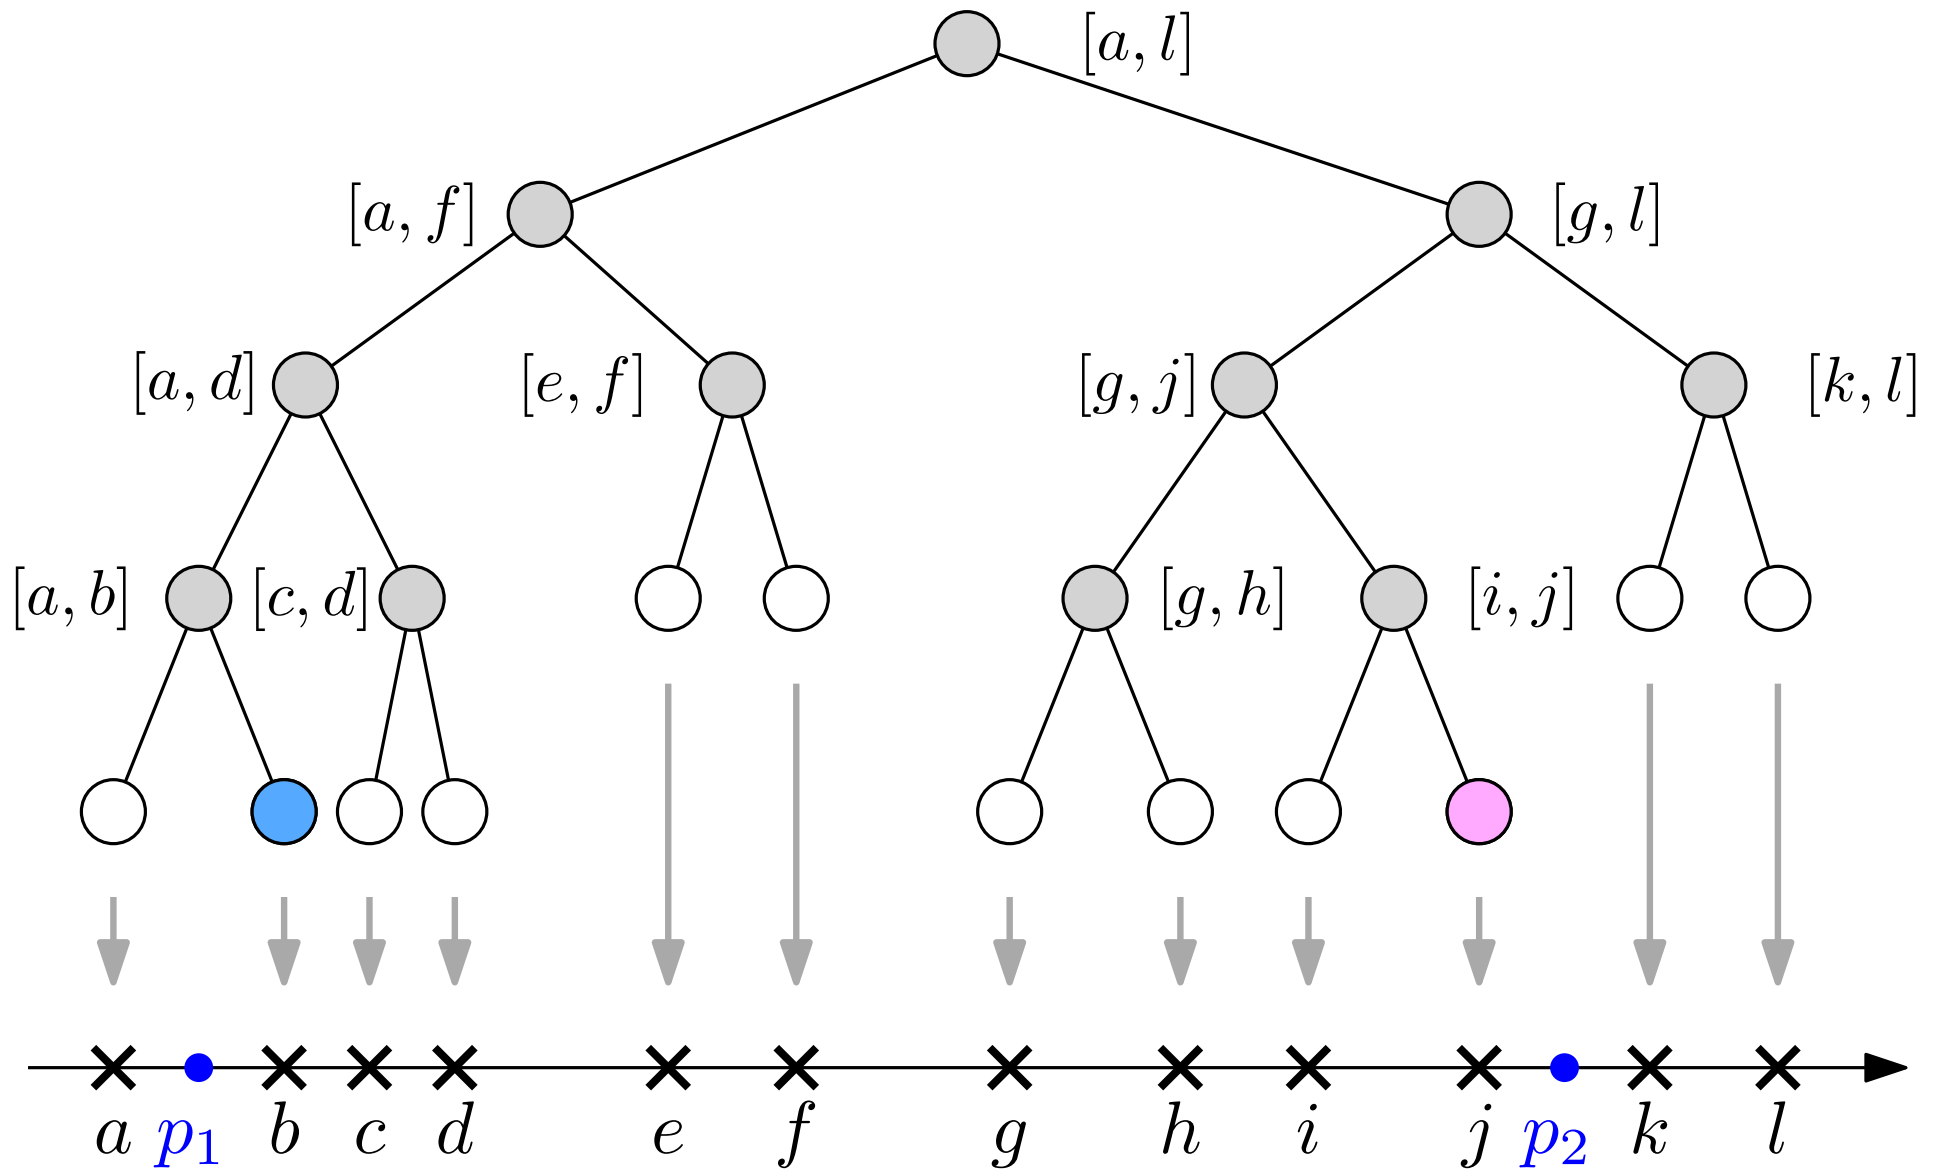 [a, l]
[a, f] [g, l]
[a, d] [e, f] [g, j] [k, l]
[a, b] [c, d] [g, h] [i, j]
a p₁ b c d e f g h i j p₂ k l